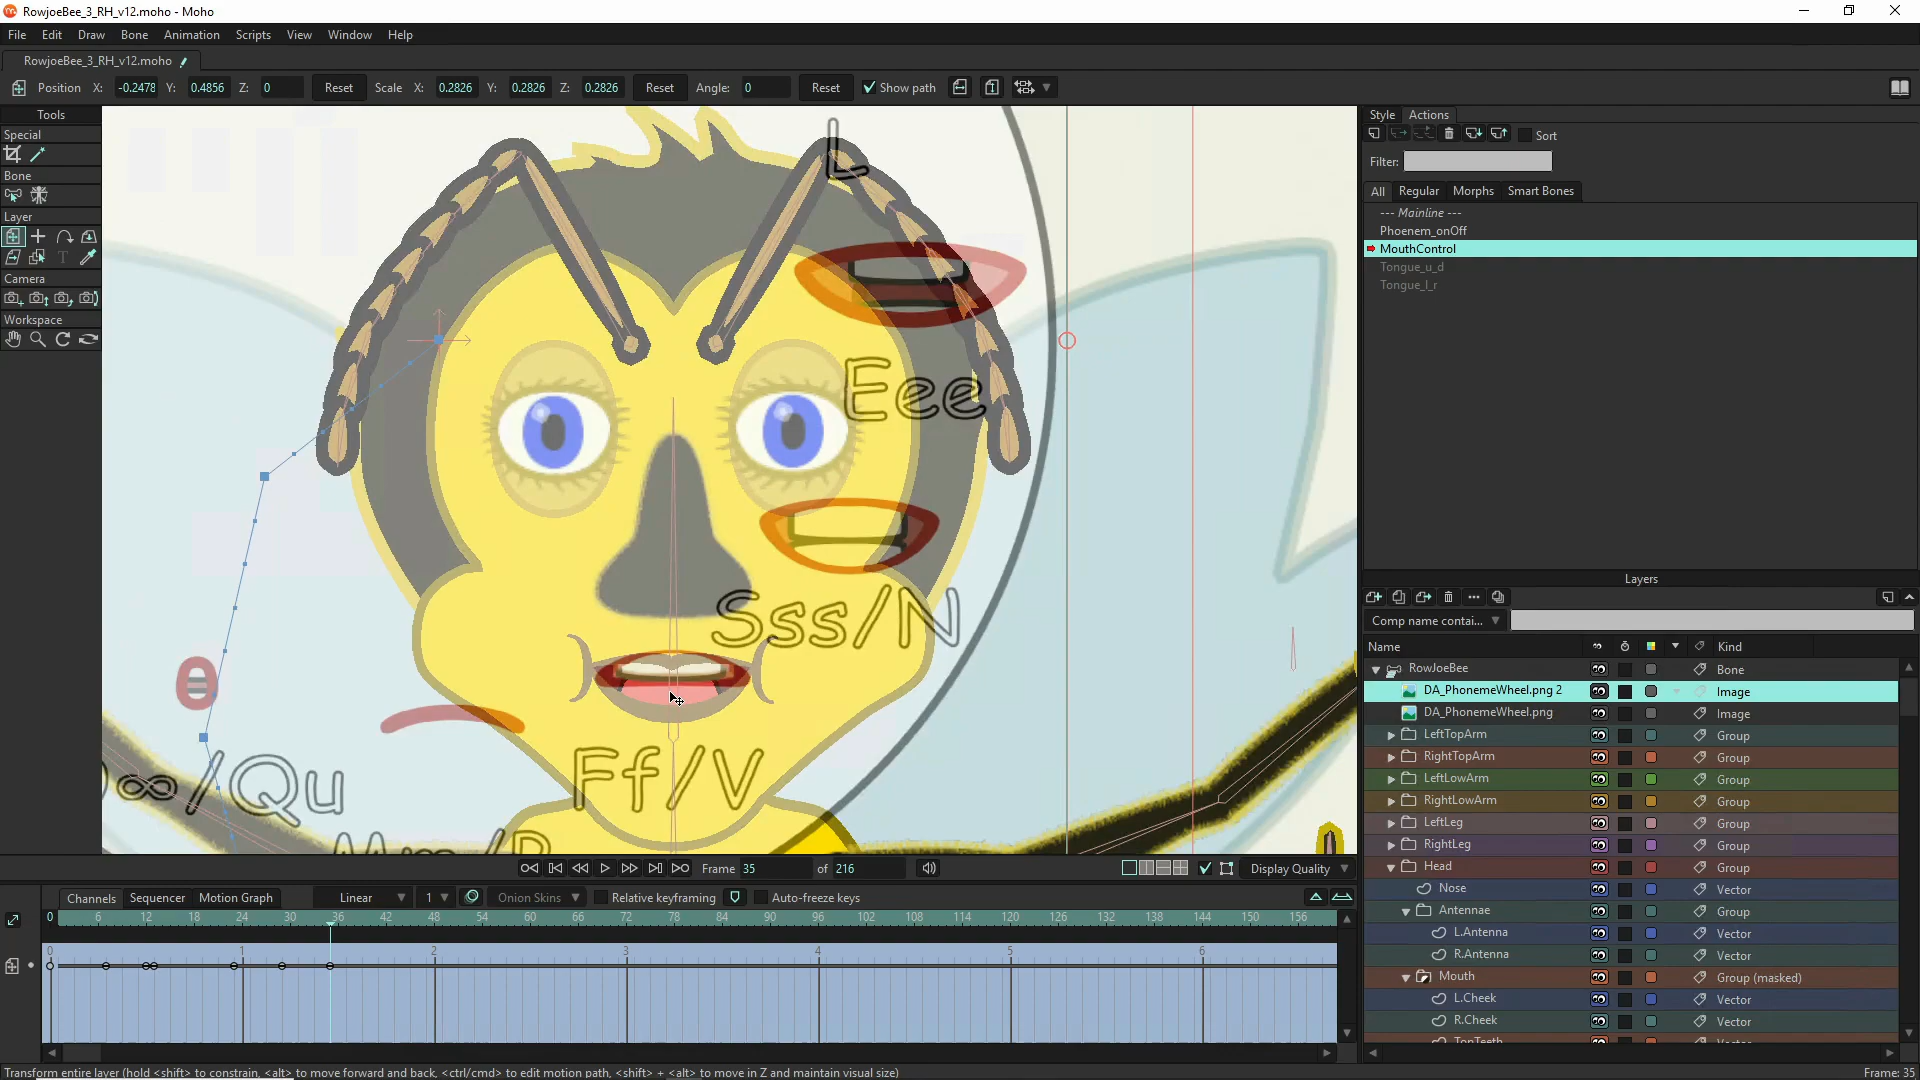 RowjoeBee_3_RH_v12.moho - Moho
File Edit Draw Bone Animation Scripts View Window Help
RowjoeBee_3_RH_v12.moho
Position X: -0.2478 Y: 0.4856 Z: 0 Reset Scale X: 0.2826 Y: 0.2826 Z: 0.2826 Reset Angle: 0 Reset Show path
Tools
Special
Bone
Layer
Camera
Workspace
L
Eee
Sss/N
Ff/V
/Qu
Style Actions
Sort
Filter:
All Regular Morphs Smart Bones
--- Mainline ---
Phoenem_onOff
MouthControl
Tongue_u_d
Tongue_l_r
Layers
Comp name contai...
Name Kind
RowJoeBee Bone
DA_PhonemeWheel.png 2 Image
DA_PhonemeWheel.png Image
LeftTopArm Group
RightTopArm Group
LeftLowArm Group
RightLowArm Group
LeftLeg Group
RightLeg Group
Head Group
Nose Vector
Antennae Group
L.Antenna Vector
R.Antenna Vector
Mouth Group (masked)
L.Cheek Vector
R.Cheek Vector
TopTeeth
Frame 35 of 216 Display Quality
Channels Sequencer Motion Graph Linear 1 Onion Skins Relative keyframing Auto-freeze keys
0 6 12 18 24 30 36 42 48 54 60 66 72 78 84 90 96 102 108 114 120 126 132 138 144 150 156
0 1 2 3 4 5 6
Transform entire layer (hold <shift> to constrain, <alt> to move forward and back, <ctrl/cmd> to edit motion path, <shift> + <alt> to move in Z and maintain visual size) Frame: 35